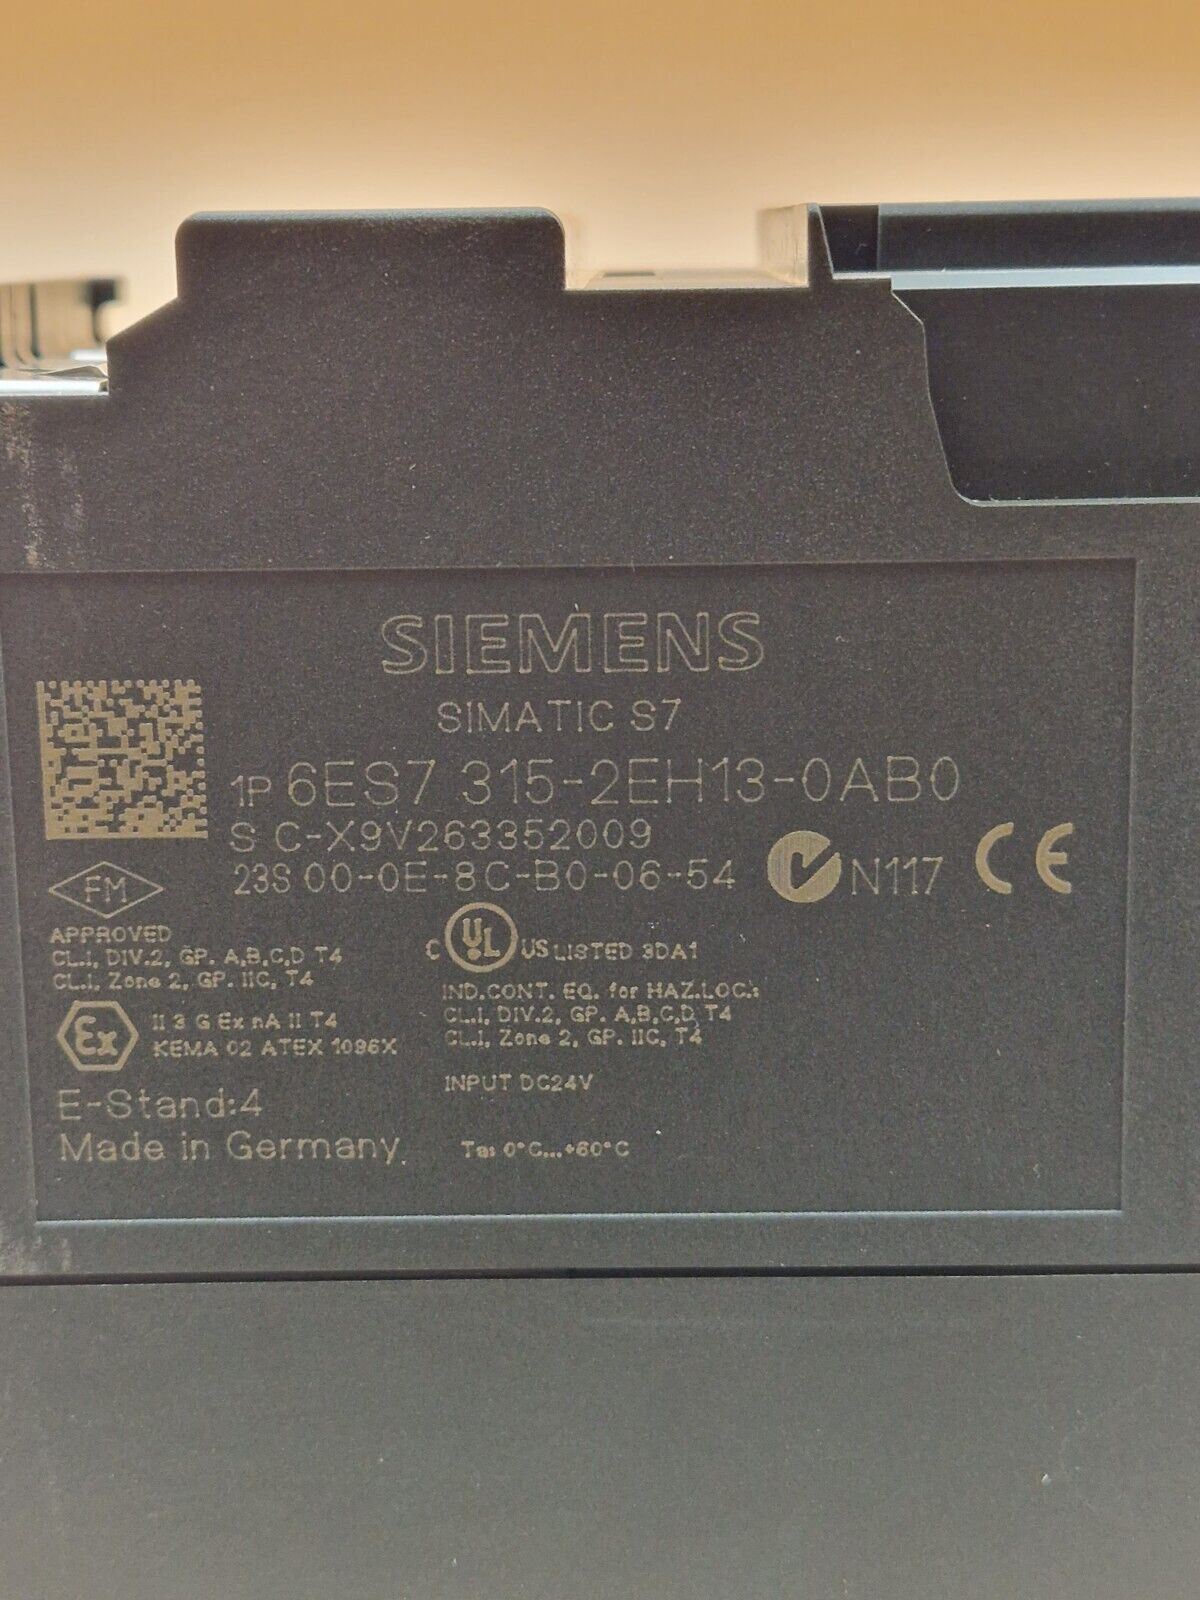 SIEMENS
SIMATIC S7
1P 6ES7 315-2EH13-0AB0
S C-X9V263352009
23S 00-0E-8C-B0-06-54
N117
CE
FM
APPROVED
CL.I, DIV.2, GP. A,B,C,D T4
CL.I, Zone 2, GP. IIC, T4
C UL US LISTED 3DA1
IND.CONT. EQ. for HAZ.LOC.:
CL.I, DIV.2, GP. A,B,C,D, T4
CL.I, Zone 2, GP. IIC, T4
Ex II 3 G Ex nA II T4
KEMA 02 ATEX 1096X
INPUT DC24V
E-Stand:4
Made in Germany
Ta: 0°C...+60°C